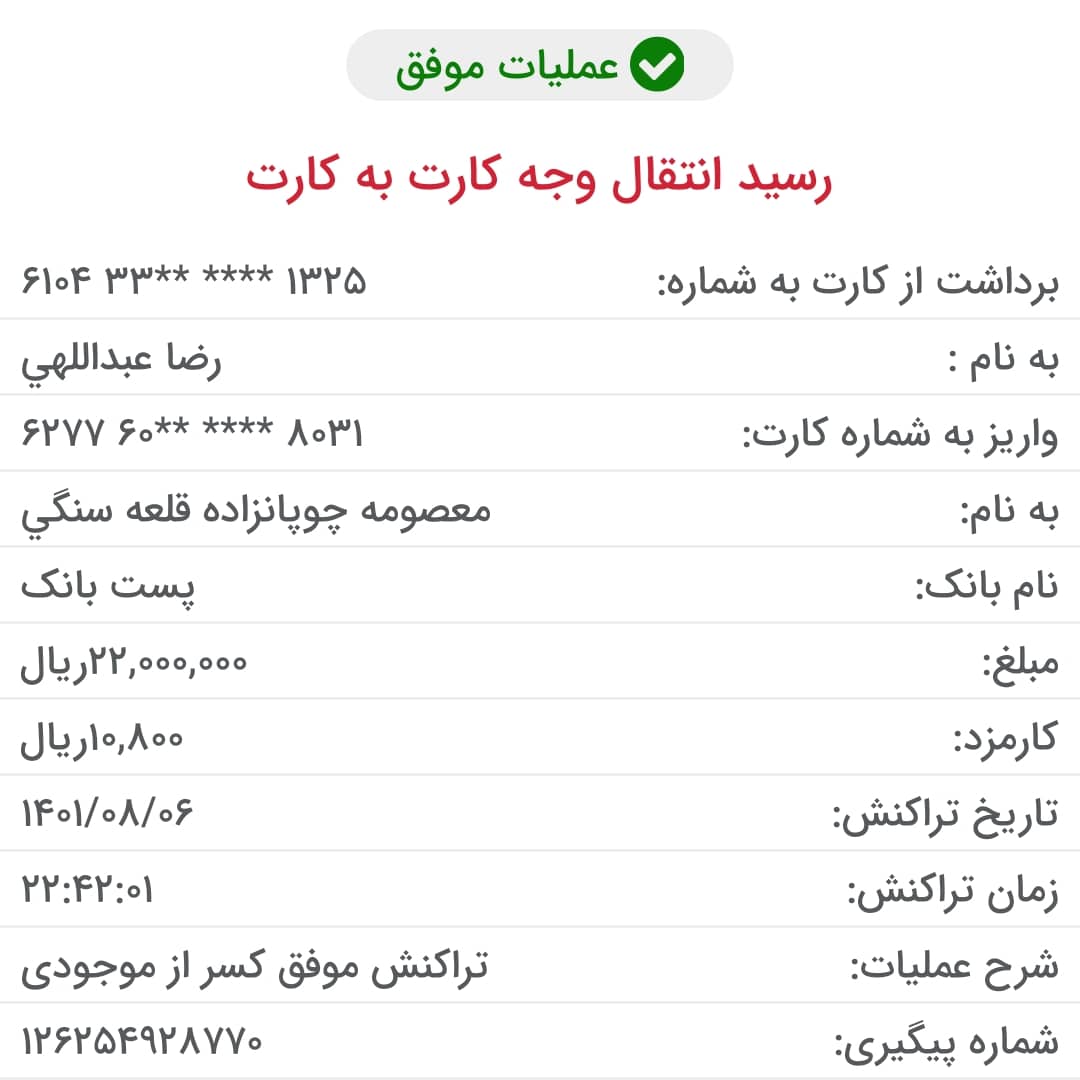 عملیات موفق
رسید انتقال وجه کارت به کارت
برداشت از کارت به شماره: ۶۱۰۴ ۳۳** **** ۱۳۲۵
به نام : رضا عبداللهي
واریز به شماره کارت: ۶۲۷۷ ۶۰** **** ۸۰۳۱
به نام: معصومه چوپانزاده قلعه سنگي
نام بانک: پست بانک
مبلغ: ۲۲,۰۰۰,۰۰۰ریال
کارمزد: ۱۰,۸۰۰ریال
تاریخ تراکنش: ۱۴۰۱/۰۸/۰۶
زمان تراکنش: ۲۲:۴۲:۰۱
شرح عملیات: تراکنش موفق کسر از موجودی
شماره پیگیری: ۱۲۶۲۵۴۹۲۸۷۷۰